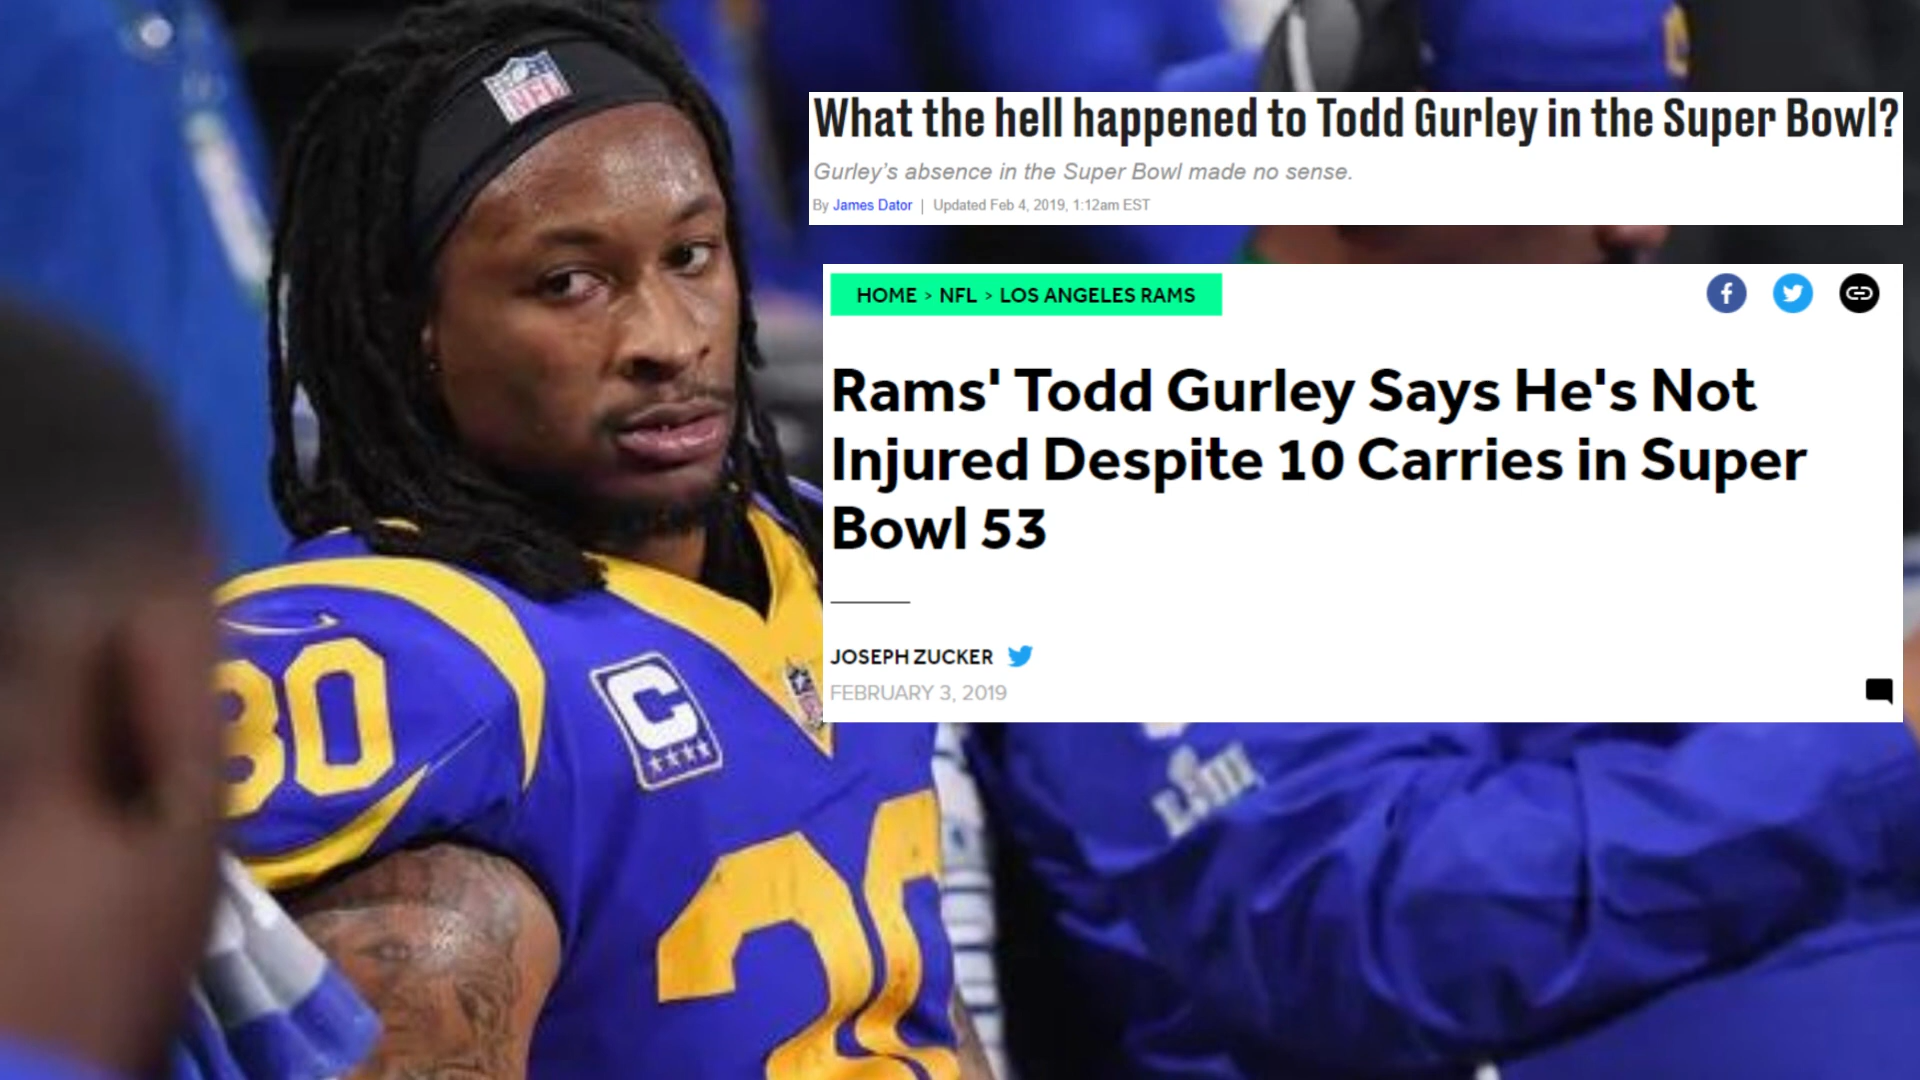 NFL
What the hell happened to Todd Gurley in the Super Bowl?
Gurley's absence in the Super Bowl made no sense.
By James Dator | Updated Feb 4, 2019, 1:12am EST
HOME > NFL > LOS ANGELES RAMS
Rams' Todd Gurley Says He's Not
Injured Despite 10 Carries in Super
Bowl 53
JOSEPH ZUCKER
FEBRUARY 3, 2019
30
C
30
LIII